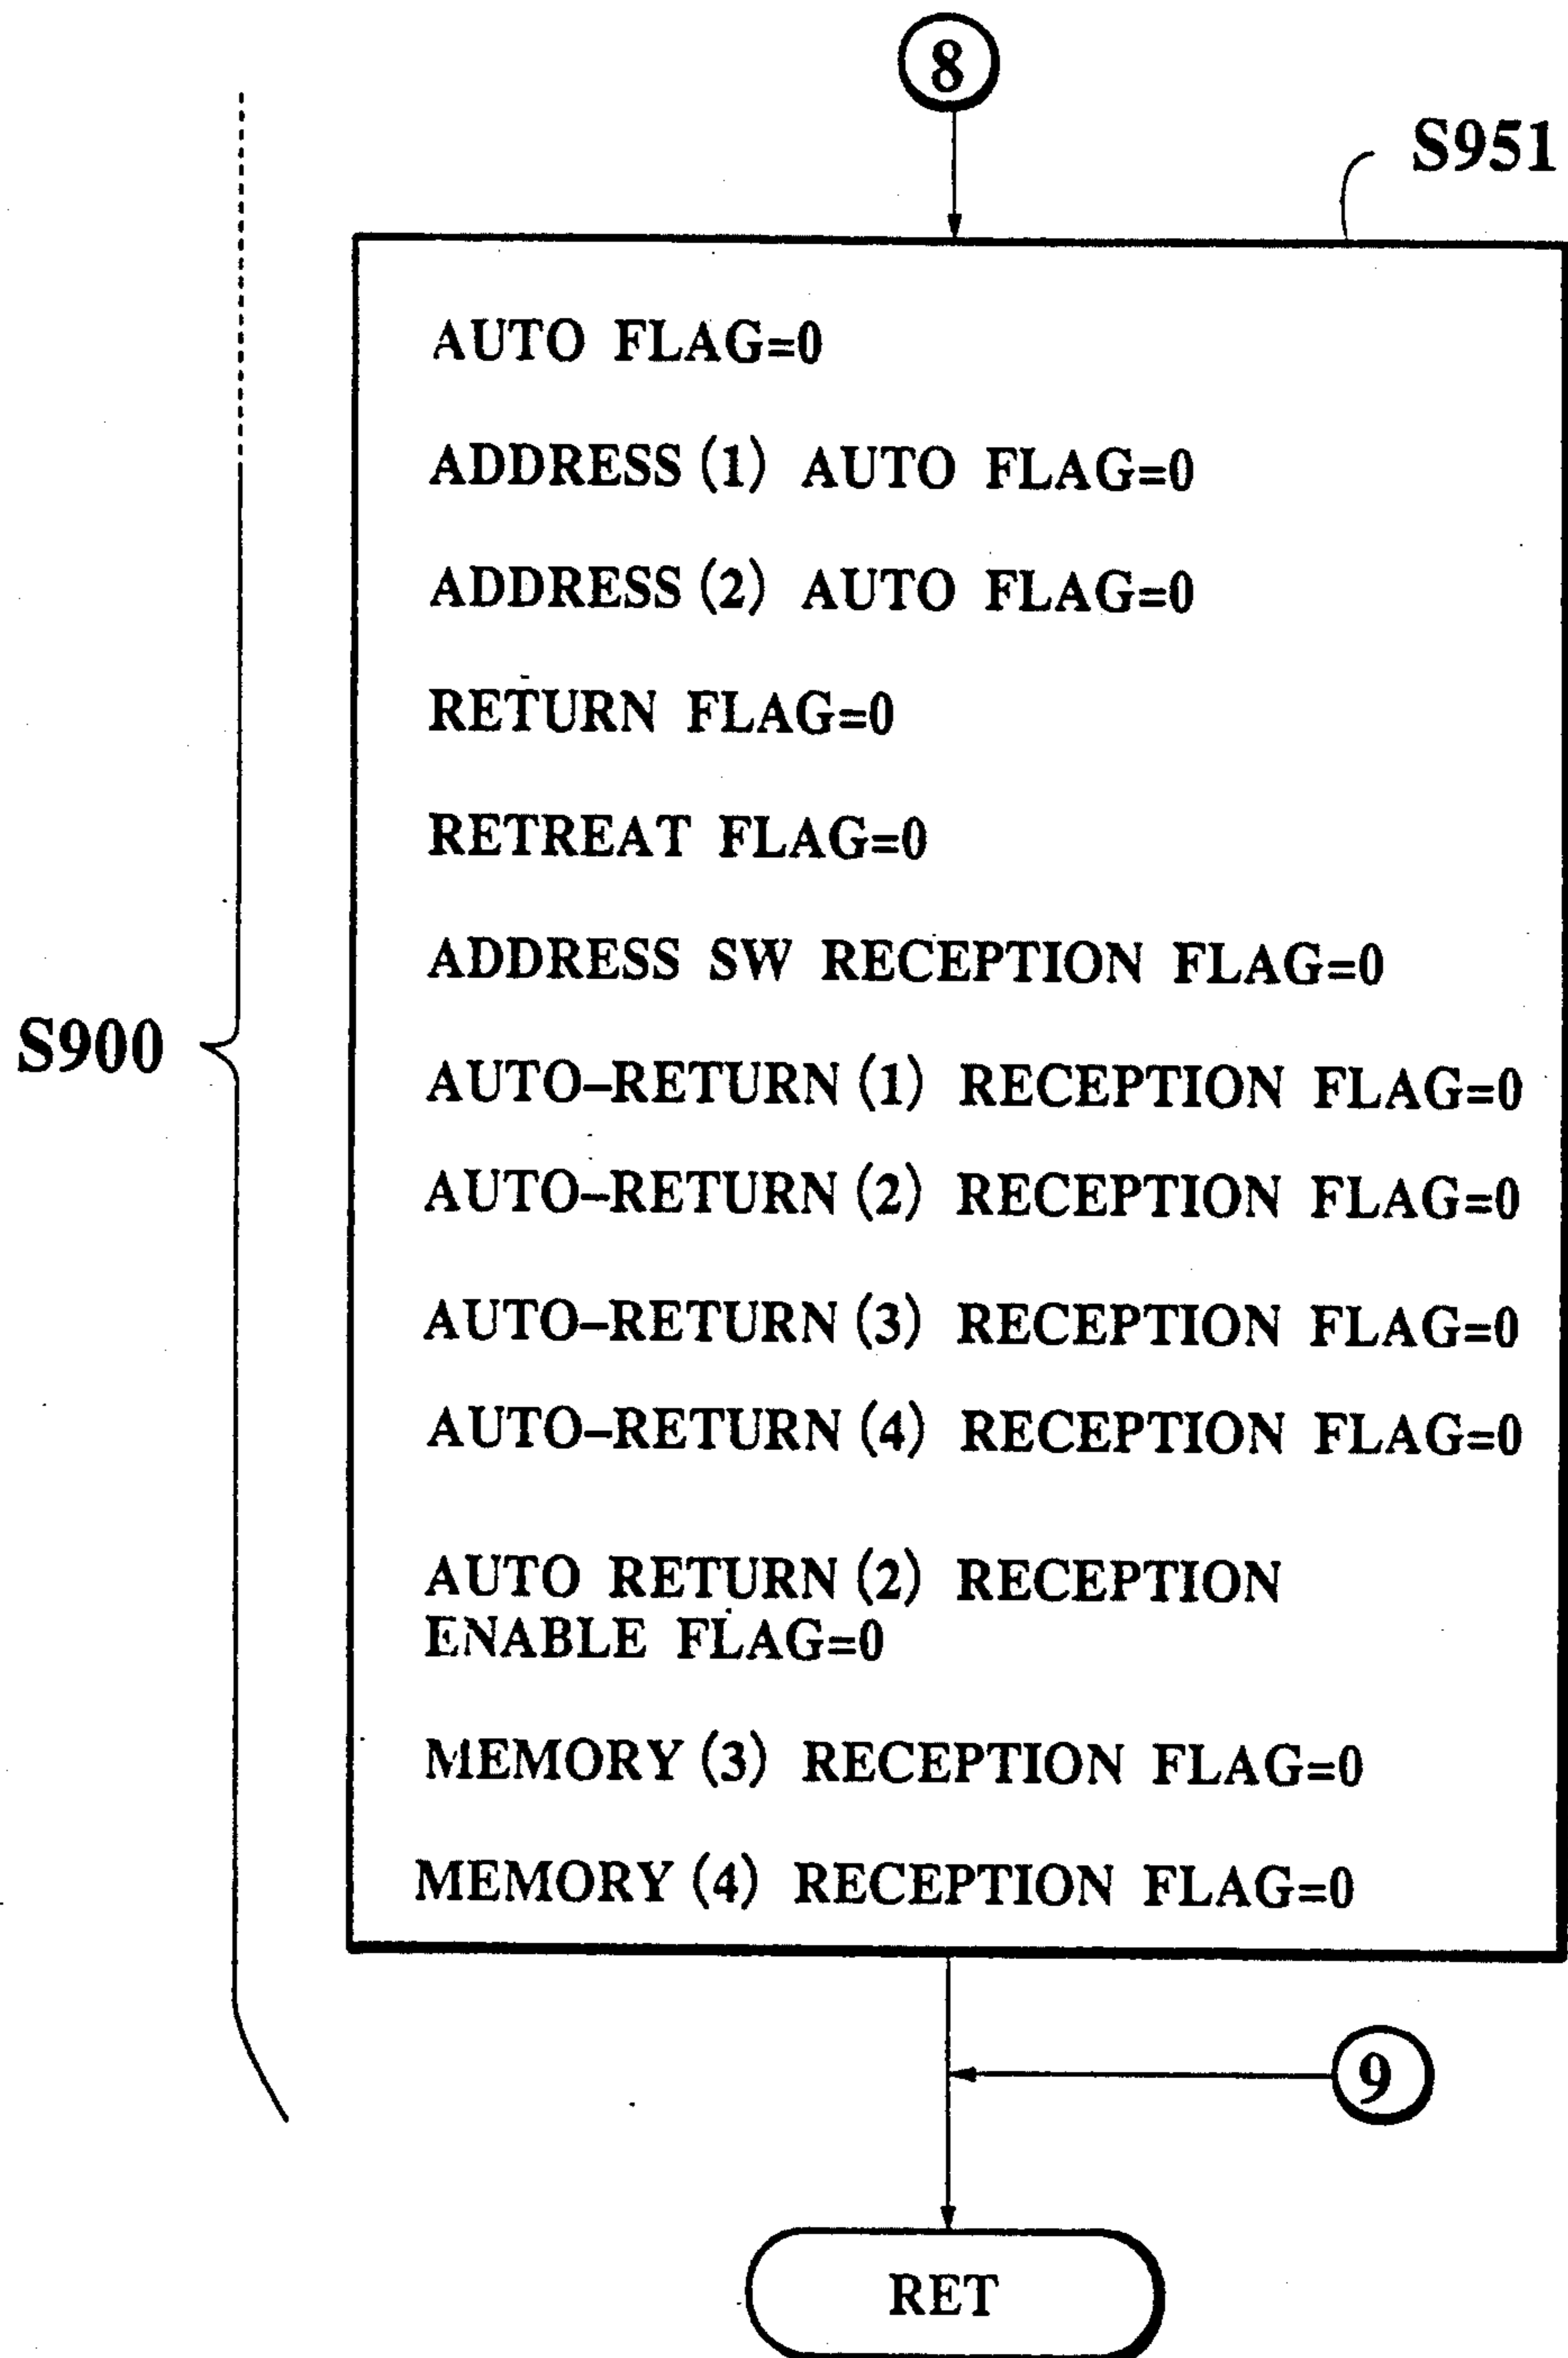 8
S951
AUTO FLAG=0
ADDRESS(1) AUTO FLAG=0
ADDRESS(2) AUTO FLAG=0
RETURN FLAG=0
RETREAT FLAG=0
ADDRESS SW RECEPTION FLAG=0
S900
AUTO-RETURN(1) RECEPTION FLAG=0
AUTO-RETURN(2) RECEPTION FLAG=0
AUTO-RETURN(3) RECEPTION FLAG=0
AUTO-RETURN(4) RECEPTION FLAG=0
AUTO RETURN(2) RECEPTION
ENABLE FLAG=0
MEMORY(3) RECEPTION FLAG=0
MEMORY(4) RECEPTION FLAG=0
9
RET